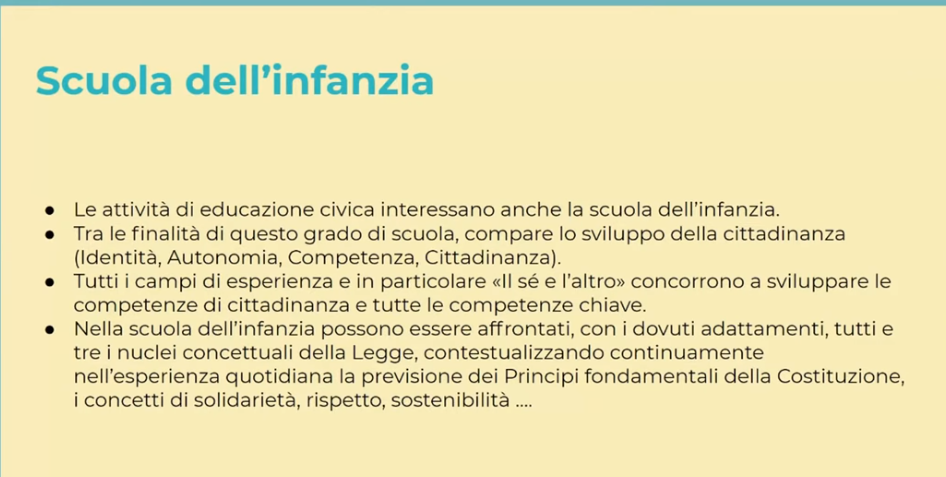 Scuola dell'infanzia
● Le attività di educazione civica interessano anche la scuola dell'infanzia.
● Tra le finalità di questo grado di scuola, compare lo sviluppo della cittadinanza
(Identità, Autonomia, Competenza, Cittadinanza).
● Tutti i campi di esperienza e in particolare «Il sé e l'altro» concorrono a sviluppare le
competenze di cittadinanza e tutte le competenze chiave.
● Nella scuola dell'infanzia possono essere affrontati, con i dovuti adattamenti, tutti e
tre i nuclei concettuali della Legge, contestualizzando continuamente
nell'esperienza quotidiana la previsione dei Principi fondamentali della Costituzione,
i concetti di solidarietà, rispetto, sostenibilità ....